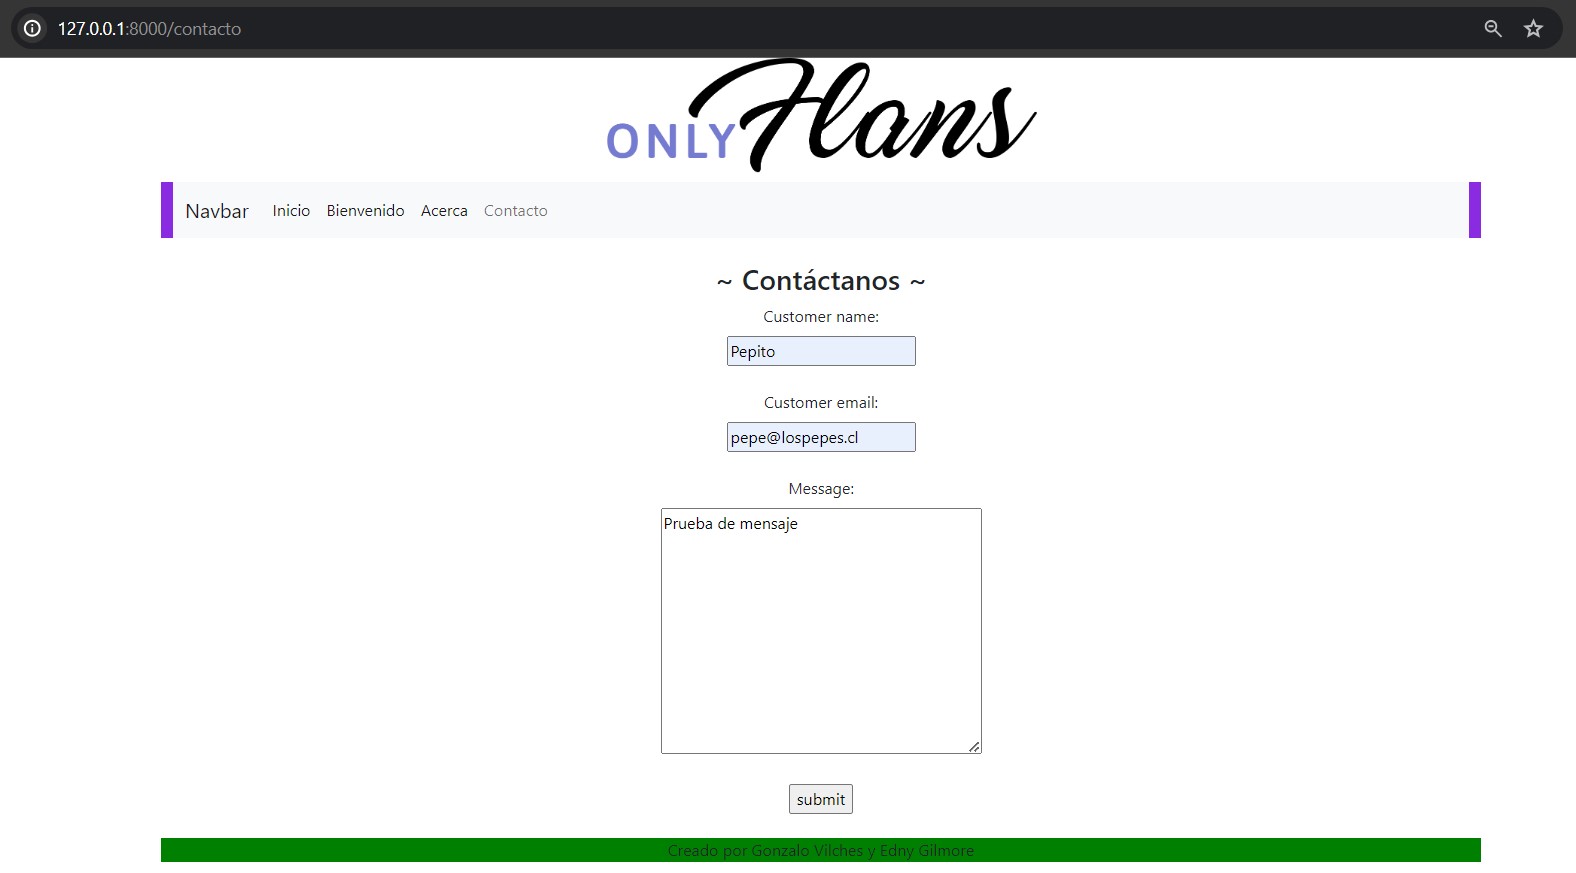 127.0.0.1:8000/contacto
ONLY Flans
Navbar Inicio Bienvenido Acerca Contacto
~ Contáctanos ~
Customer name:
Pepito
Customer email:
pepe@lospepes.cl
Message:
Prueba de mensaje
submit
Creado por Gonzalo Vilches y Edny Gilmore